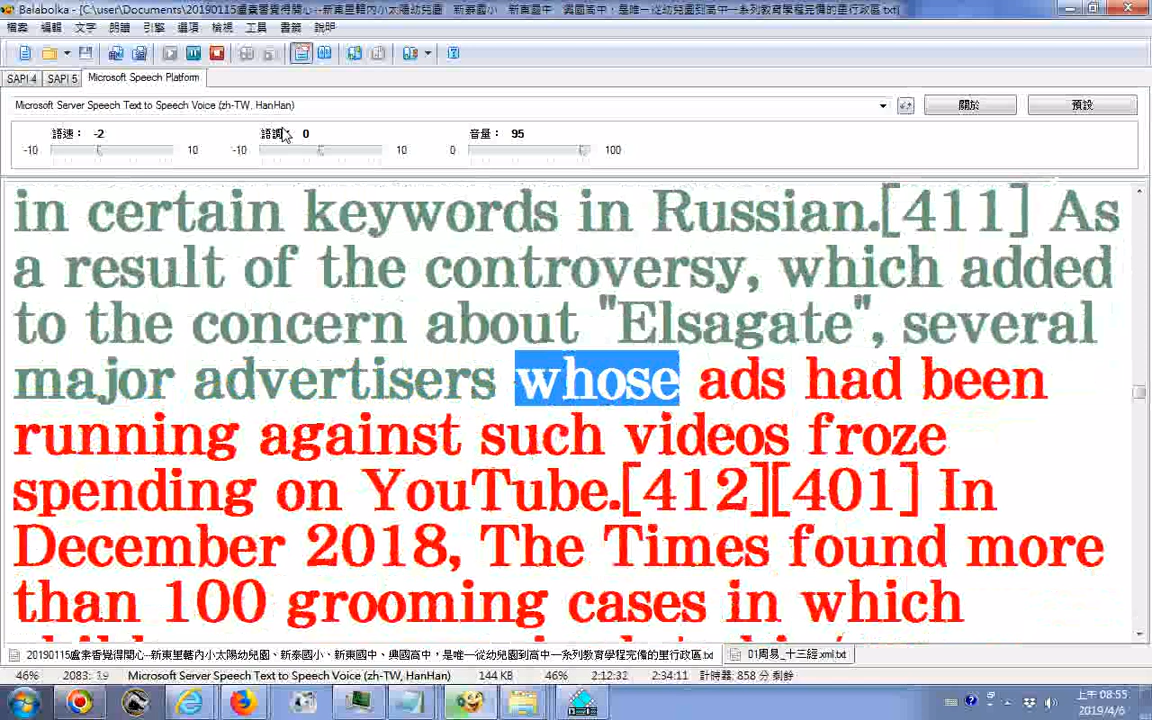 Balabolka - [C:\user\Documents\20190115盧素香覺得開心--新東里轄內小太陽幼兒園　新泰國小　新東國中　興國高中，是唯一從幼兒園到高中一系列教育學程完備的里行政區.txt]
檔案 編輯 文字 朗讀 引擎 選項 檢視 工具 書籤 說明
SAPI 4 SAPI 5 Microsoft Speech Platform
Microsoft Server Speech Text to Speech Voice (zh-TW, HanHan) 關於 預設
語速： -2 語調： 0 音量： 95
-10 10 -10 10 0 100
in certain keywords in Russian.[411] As
a result of the controversy, which added
to the concern about "Elsagate", several
major advertisers whose ads had been
running against such videos froze
spending on YouTube.[412][401] In
December 2018, The Times found more
than 100 grooming cases in which
20190115盧素香覺得開心--新東里轄內小太陽幼兒園、新泰國小、新東國中、興國高中，是唯一從幼兒園到高中一系列教育學程完備的里行政區.txt 01周易_十三經.xml.txt
46% 2083: 19 Microsoft Server Speech Text to Speech Voice (zh-TW, HanHan) 144 KB 46% 2:12:32 2:34:11 計時器: 858 分 剩餘
上午 08:55
2019/4/6